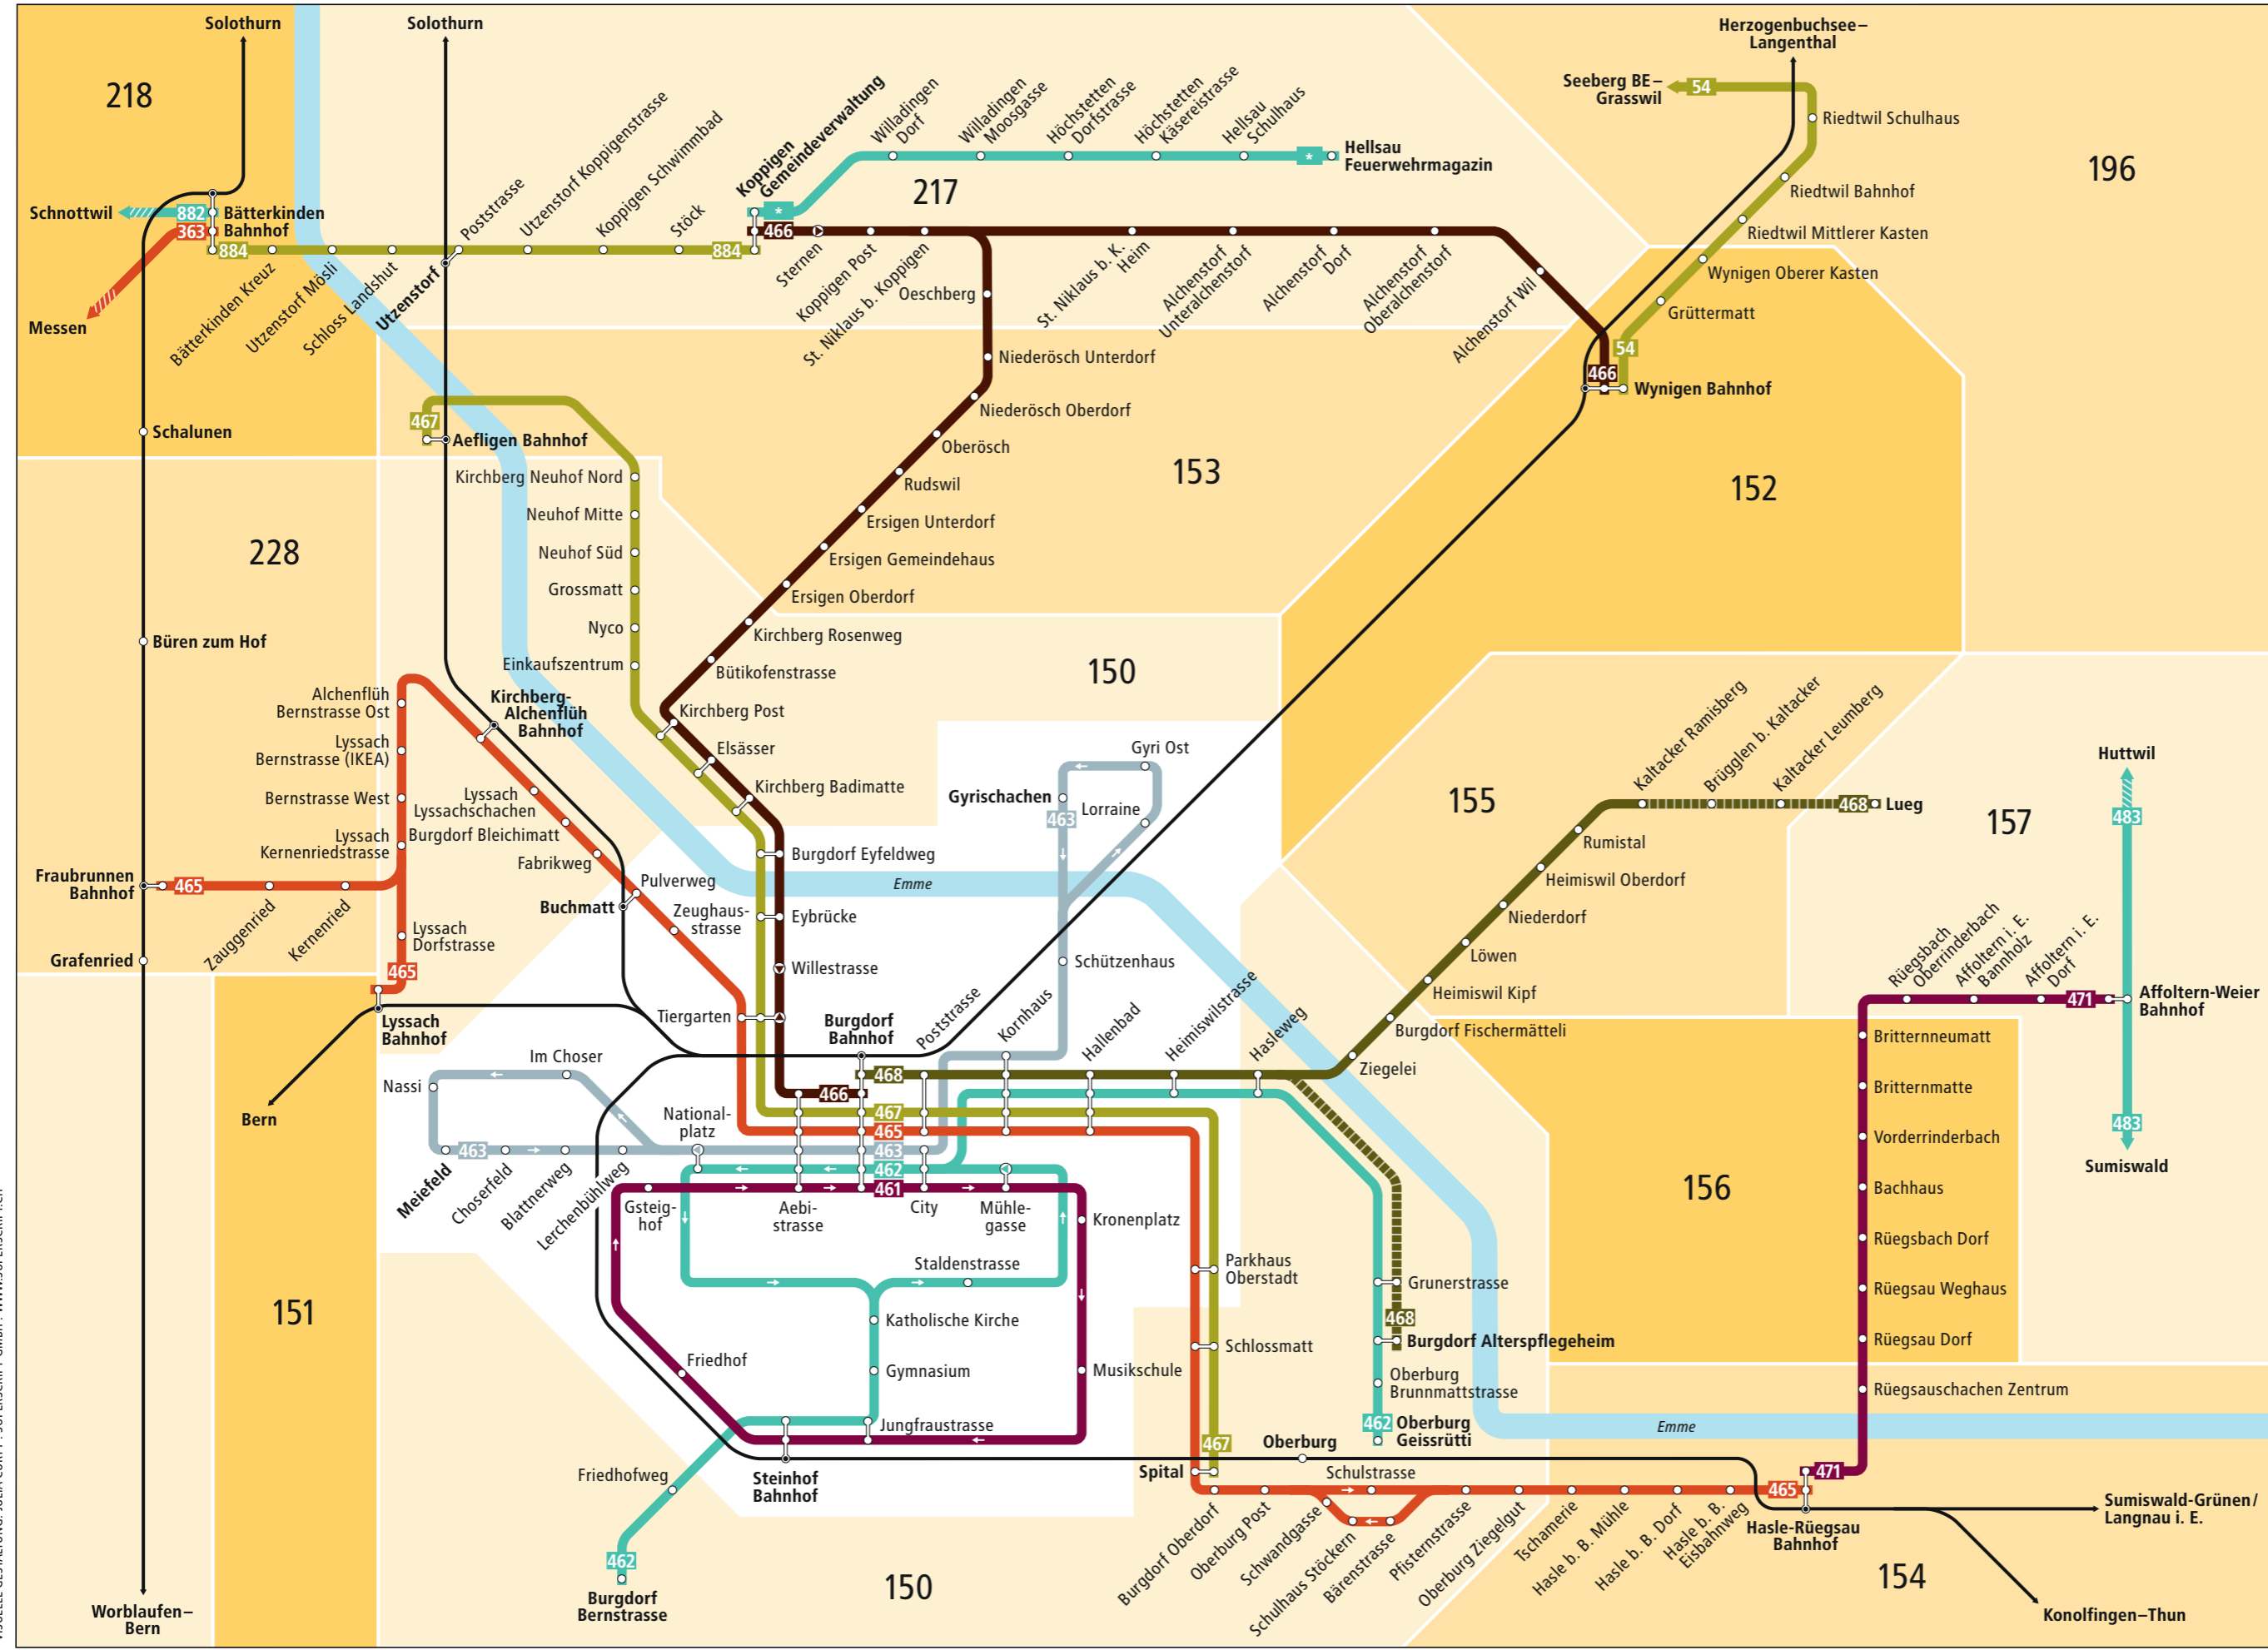 Solothurn
Solothurn
Herzogenbuchsee–
Langenthal
218
Seeberg BE–
Grasswil
54
Riedtwil Schulhaus
196
Utzenstorf Koppigenstrasse
Koppigen Schwimmbad
Koppigen
Gemeindeverwaltung
Willadingen
Dorf
Willadingen
Moosgasse
Höchstetten
Dorfstrasse
Höchstetten
Käsereistrasse
Hellsau
Schulhaus
*
Hellsau
Feuerwehrmagazin
217
Riedtwil Bahnhof
Schnottwil
882
Bätterkinden
Bahnhof
363
884
Poststrasse
Stöck
884
*
466
Riedtwil Mittlerer Kasten
Messen
Bätterkinden Kreuz
Utzenstorf Mösli
Schloss Landshut
Utzenstorf
Sternen
Koppigen Post
St. Niklaus b. Koppigen
Oeschberg
St. Niklaus b. K.
Heim
Alchenstorf
Unteralchenstorf
Alchenstorf
Dorf
Alchenstorf
Oberalchenstorf
Alchenstorf Wil
Wynigen Oberer Kasten
Grüttermatt
54
466
Wynigen Bahnhof
Niederösch Unterdorf
Niederösch Oberdorf
Schalunen
467
Aefligen Bahnhof
Oberösch
153
152
Kirchberg Neuhof Nord
Rudswil
Neuhof Mitte
Ersigen Unterdorf
228
Neuhof Süd
Ersigen Gemeindehaus
Grossmatt
Ersigen Oberdorf
Nyco
Kirchberg Rosenweg
Büren zum Hof
Einkaufszentrum
Bütikofenstrasse
150
Alchenflüh
Bernstrasse Ost
Kirchberg-
Alchenflüh
Bahnhof
Kirchberg Post
Lyssach
Bernstrasse (IKEA)
Elsässer
Gyri Ost
Kaltacker Ramisberg
Brügglen b. Kaltacker
Kaltacker Leumberg
Huttwil
Bernstrasse West
Lyssach
Lyssachschachen
Kirchberg Badimatte
Gyrischachen
Lorraine
463
155
468
Lueg
157
483
Lyssach
Kernenriedstrasse
Burgdorf Bleichimatt
Fabrikweg
Burgdorf Eyfeldweg
Rumistal
Heimiswil Oberdorf
Fraubrunnen
Bahnhof
465
Pulverweg
Emme
Buchmatt
Zeughaus-
strasse
Eybrücke
Niederdorf
Zauggenried
Kernenried
Lyssach
Dorfstrasse
Löwen
Rüegsbach
Oberrinderbach
Affoltern i. E.
Bannholz
Affoltern i. E.
Dorf
Grafenried
465
Willestrasse
Schützenhaus
Heimiswil Kipf
471
Affoltern-Weier
Bahnhof
Lyssach
Bahnhof
Tiergarten
Burgdorf
Bahnhof
Poststrasse
Kornhaus
Hallenbad
Heimiswilstrasse
Hasleweg
Burgdorf Fischermätteli
Britternneumatt
Im Choser
Ziegelei
Nassi
468
Britternmatte
Bern
466
467
National-
platz
465
483
Vorderrinderbach
463
463
462
461
Sumiswald
Meiefeld
Choserfeld
Blattnerweg
Lerchenbühlweg
Gsteig-
hof
Aebi-
strasse
City
Mühle-
gasse
Kronenplatz
156
Bachhaus
Rüegsbach Dorf
Staldenstrasse
Parkhaus
Oberstadt
Grunerstrasse
Rüegsau Weghaus
151
Katholische Kirche
468
Schlossmatt
Burgdorf Alterspflegeheim
Rüegsau Dorf
Friedhof
Gymnasium
Musikschule
Oberburg
Brunnmattstrasse
Rüegsauschachen Zentrum
Jungfraustrasse
462
Oberburg
Geissrütti
Emme
467
Oberburg
Friedhofweg
Steinhof
Bahnhof
Spital
Schulstrasse
471
465
Burgdorf Oberdorf
Oberburg Post
Schwandgasse
Schulhaus Stöckern
Bärenstrasse
Pfisternstrasse
Oberburg Ziegelgut
Tschamerie
Hasle b. B. Mühle
Hasle b. B. Dorf
Hasle b. B.
Eisbahnweg
Hasle-Rüegsau
Bahnhof
Sumiswald-Grünen/
Langnau i. E.
462
Burgdorf
Bernstrasse
150
154
Worblaufen–
Bern
Konolfingen–Thun